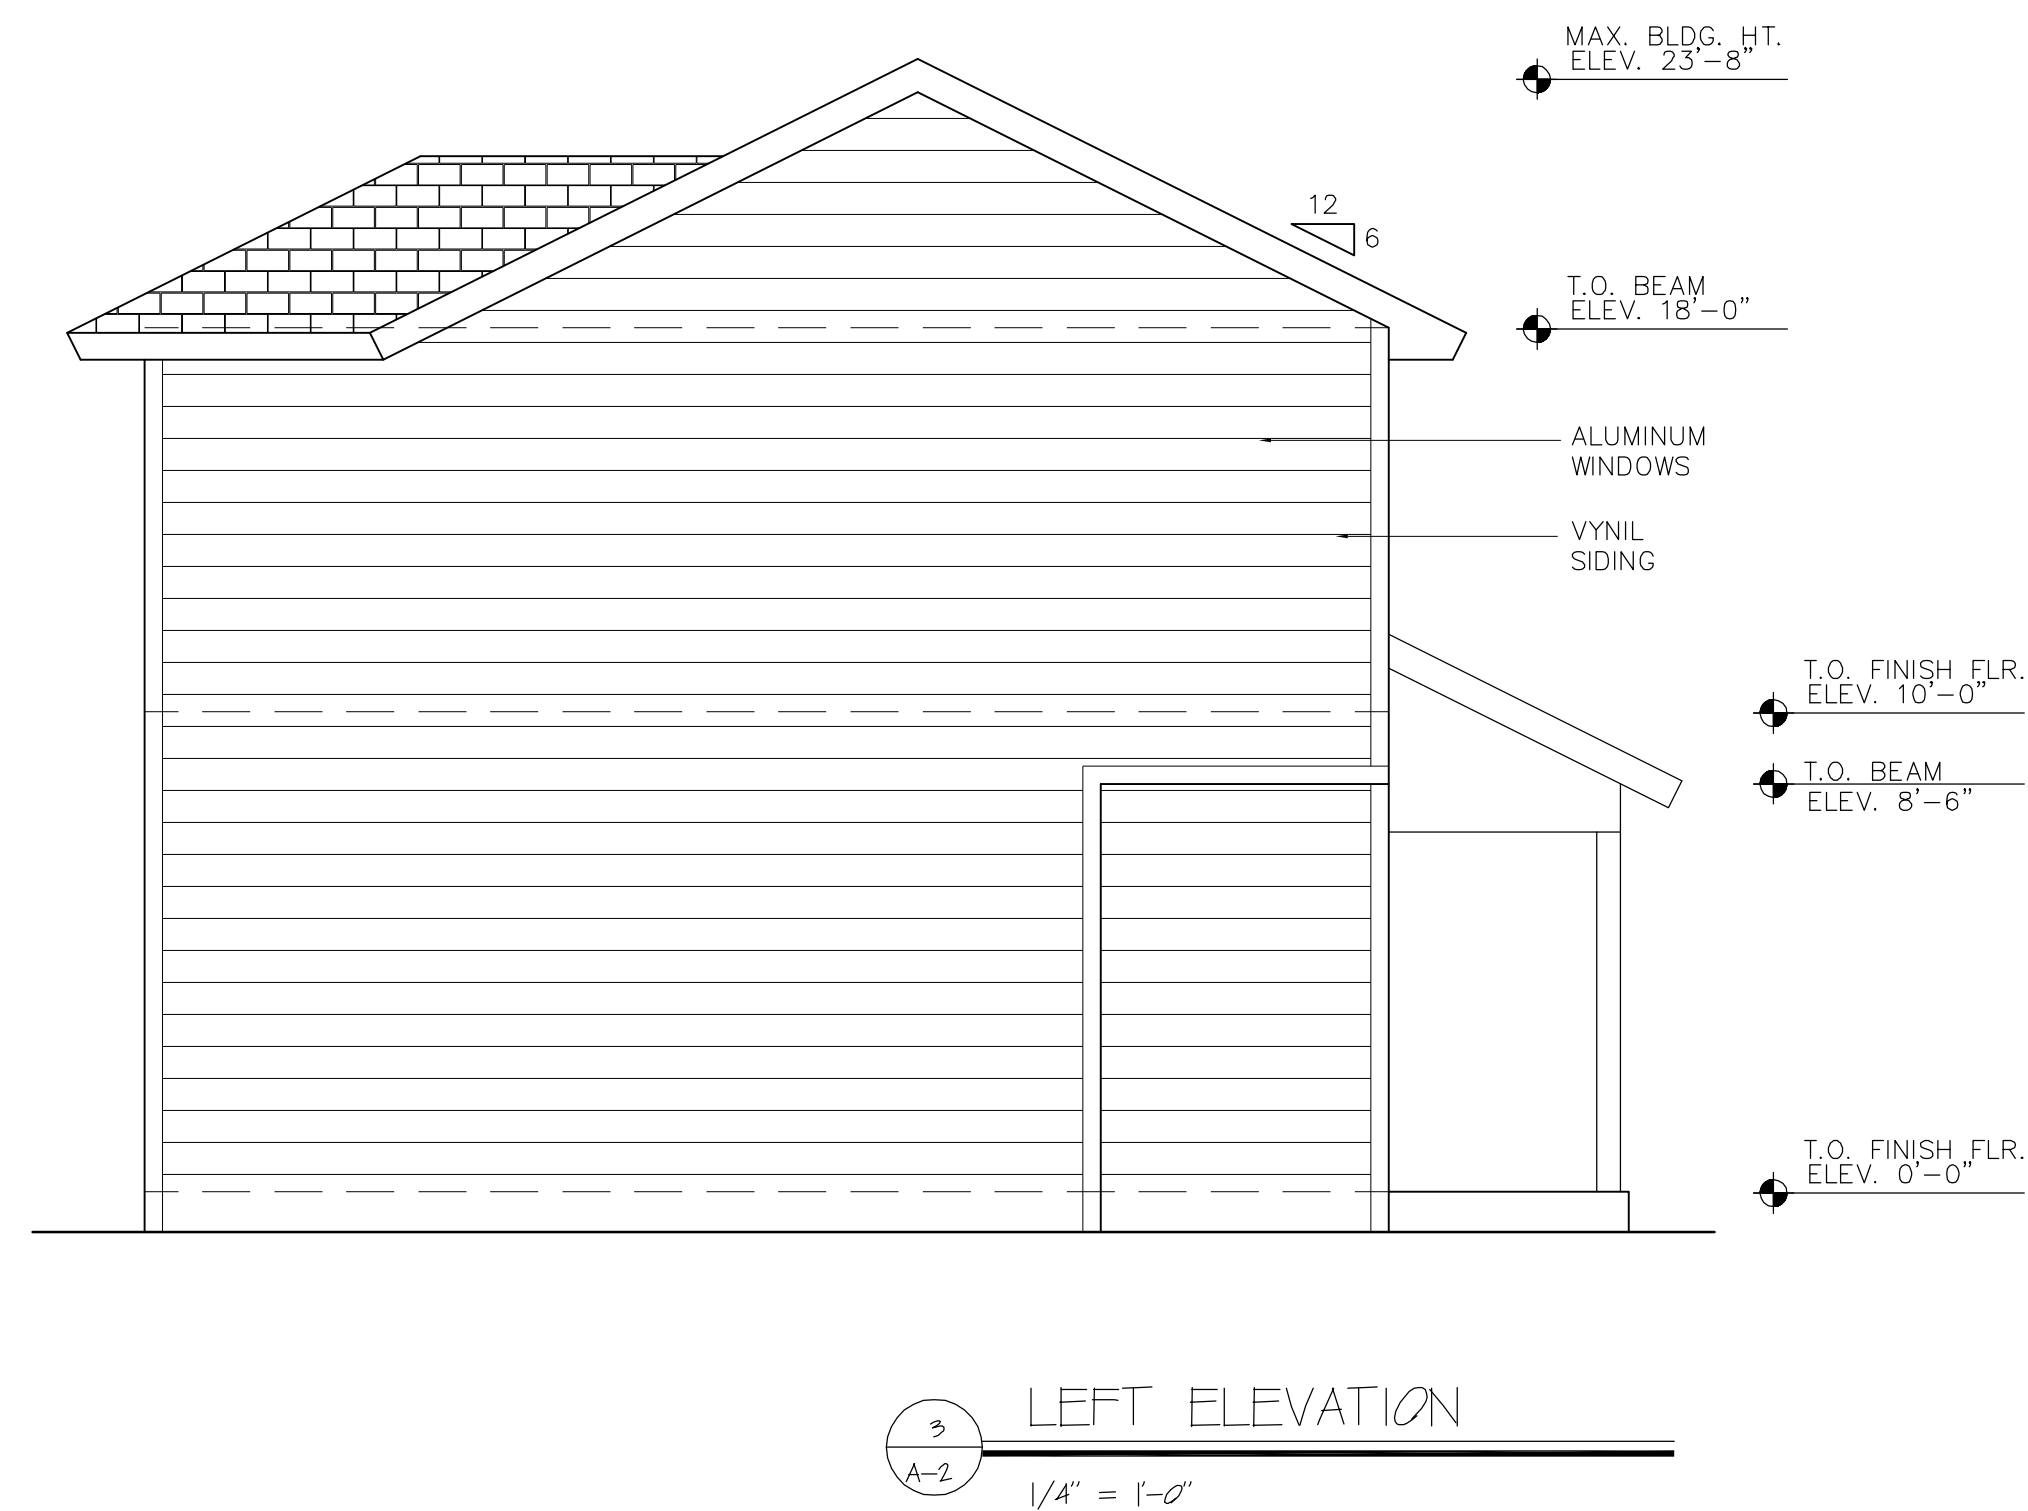 MAX. BLDG. HT.
ELEV. 23'-8"
12
6
T.O. BEAM
ELEV. 18'-0"
ALUMINUM
WINDOWS
VYNIL
SIDING
T.O. FINISH FLR.
ELEV. 10'-0"
T.O. BEAM
ELEV. 8'-6"
T.O. FINISH FLR.
ELEV. 0'-0"
LEFT ELEVATION
3
A-2
1/4" = 1'-0"